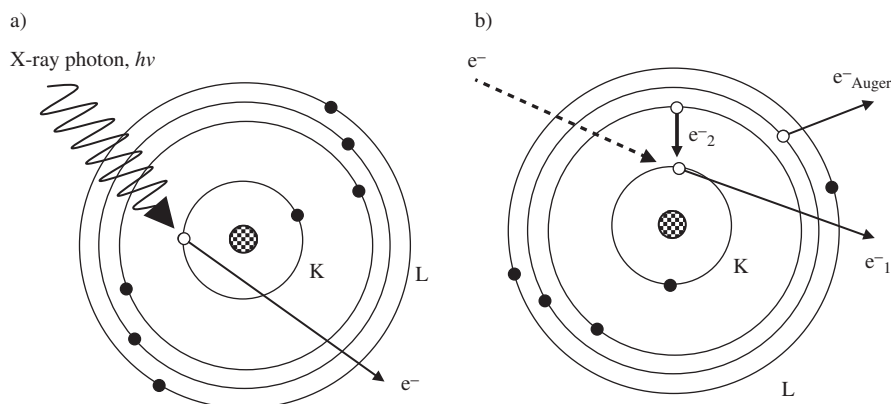 a)
X-ray photon, hν
K
L
e⁻
b)
e⁻
e⁻Auger
e⁻2
K
e⁻1
L